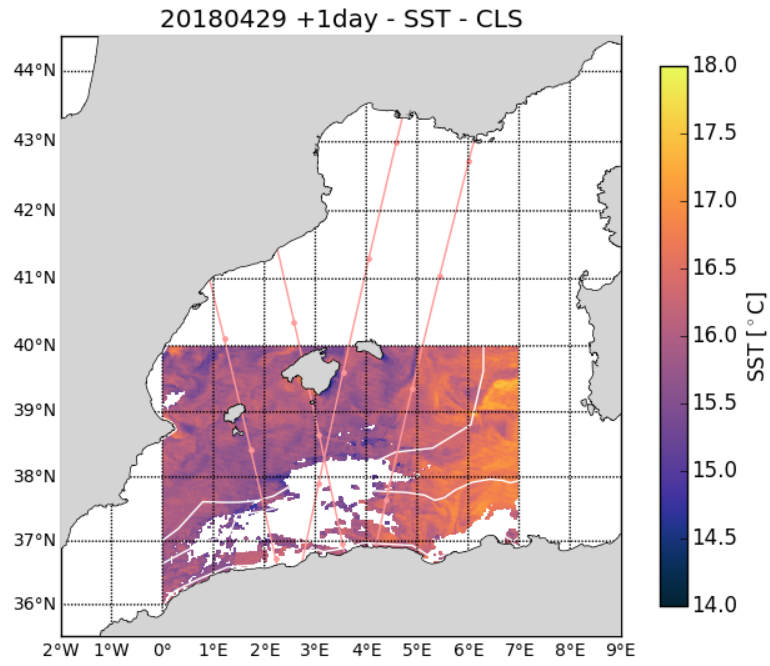 20180429 +1day - SST - CLS
44°N
43°N
42°N
41°N
40°N
39°N
38°N
37°N
36°N
2°W 1°W 0° 1°E 2°E 3°E 4°E 5°E 6°E 7°E 8°E 9°E
18.0
17.5
17.0
16.5
16.0
15.5
15.0
14.5
14.0
SST [°C]